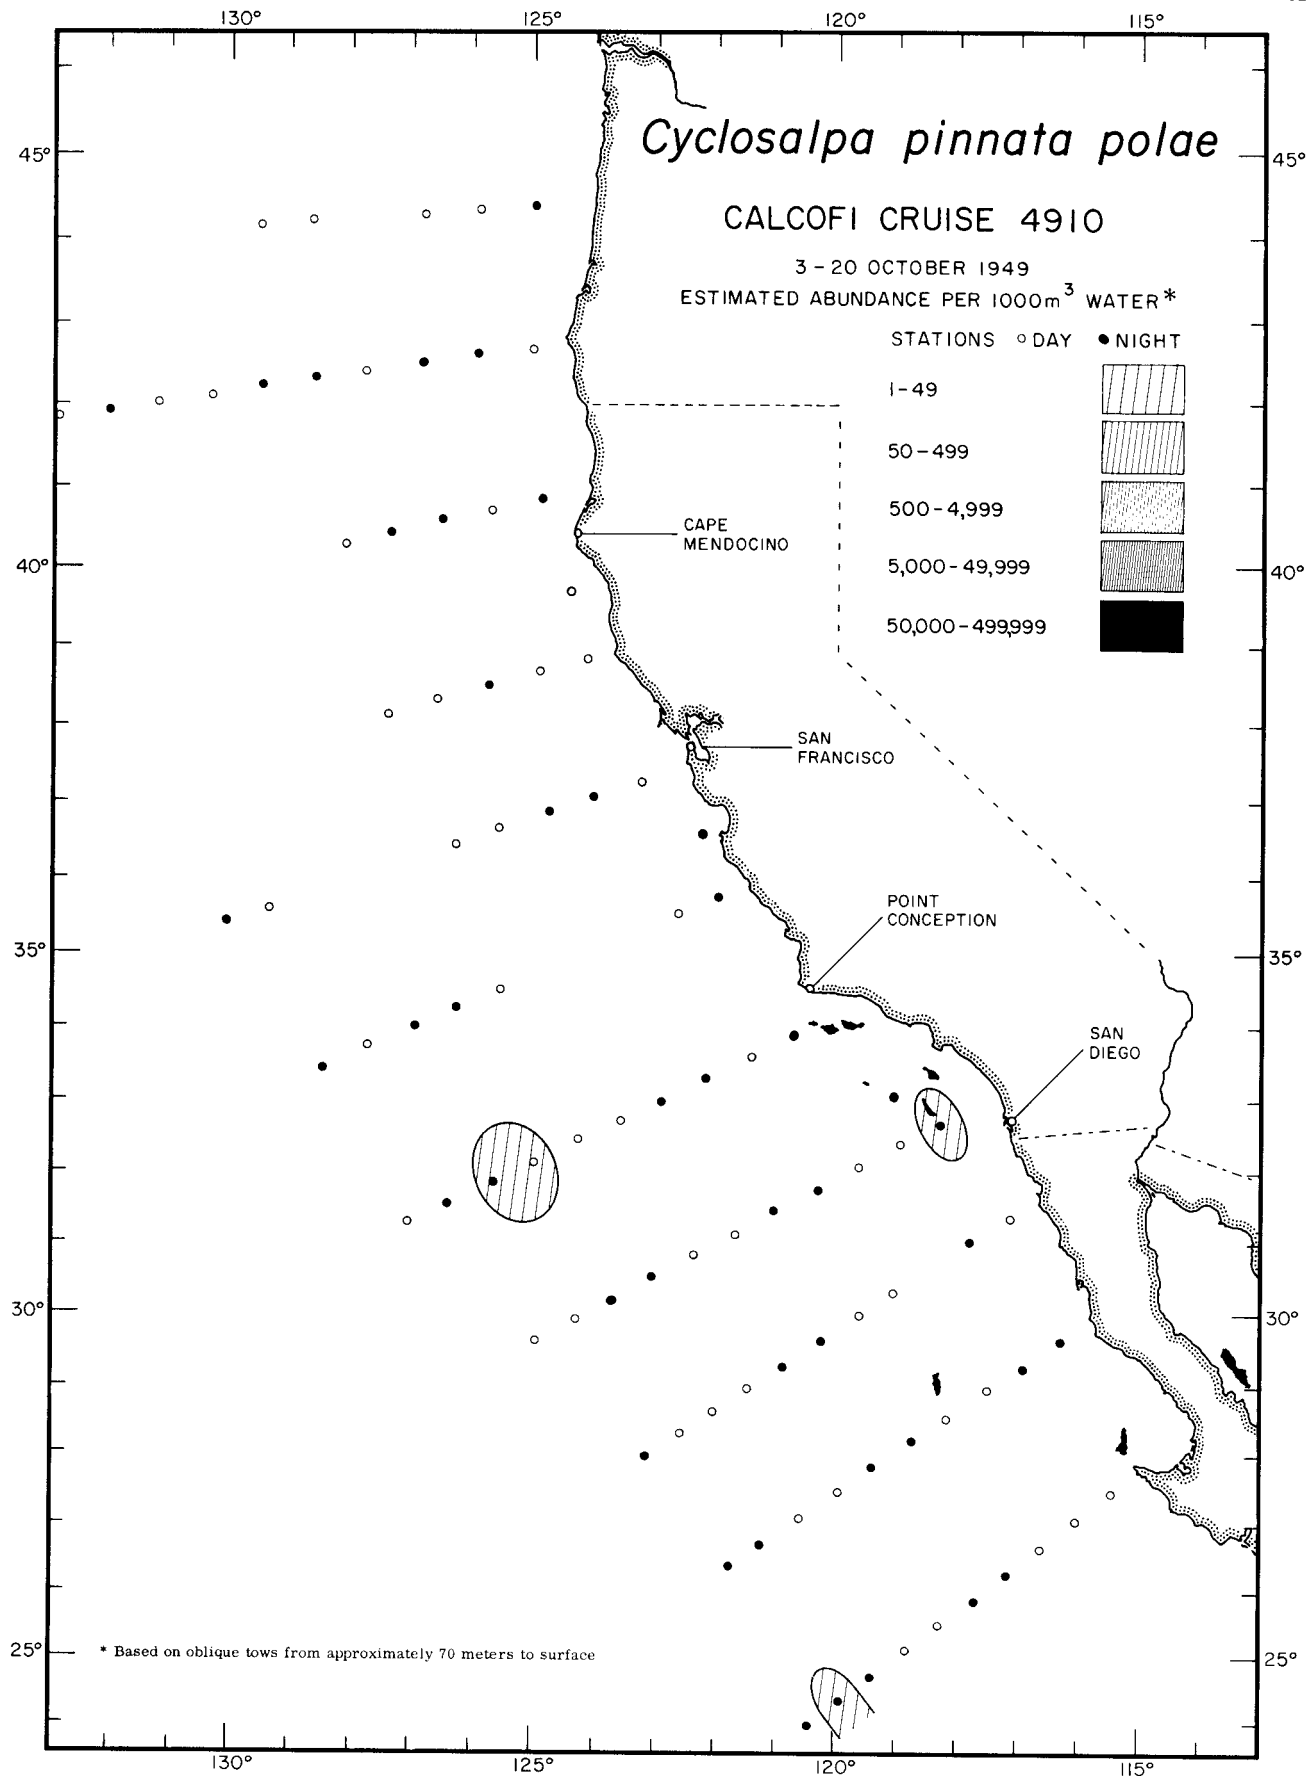 130° 125° 120° 115°
Cyclosalpa pinnata polae
45° 45°
CALCOFI CRUISE 4910
3-20 OCTOBER 1949
ESTIMATED ABUNDANCE PER 1000m³ WATER*
STATIONS ○ DAY ● NIGHT
1-49
50-499
500-4,999
5,000-49,999
50,000-499,999
CAPE
MENDOCINO
40° 40°
SAN
FRANCISCO
POINT
CONCEPTION
35° 35°
SAN
DIEGO
30° 30°
25° 25°
* Based on oblique tows from approximately 70 meters to surface
130° 125° 120° 115°